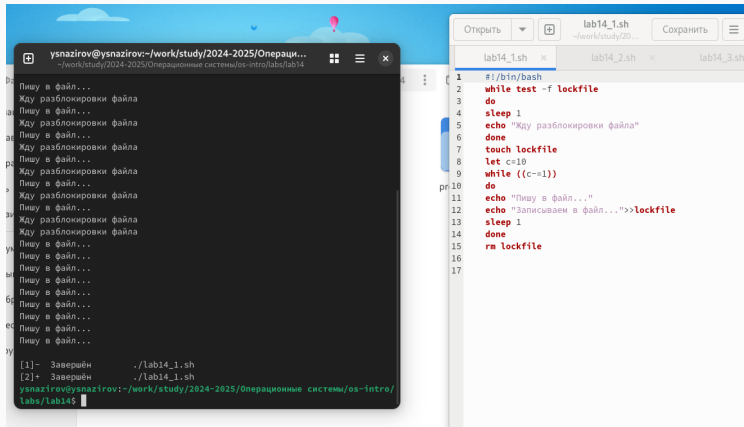 ysnazirov@ysnazirov:~/work/study/2024-2025/Операци...
~/work/study/2024-2025/Операционные системы/os-intro/labs/lab14
Пишу в файл...
Жду разблокировки файла
Пишу в файл...
Жду разблокировки файла
Пишу в файл...
Жду разблокировки файла
Пишу в файл...
Жду разблокировки файла
Пишу в файл...
Жду разблокировки файла
Пишу в файл...
Жду разблокировки файла
Жду разблокировки файла
Пишу в файл...
Пишу в файл...
Пишу в файл...
Пишу в файл...
Пишу в файл...
Пишу в файл...
Пишу в файл...
Пишу в файл...
Пишу в файл...
[1]- Завершён ./lab14_1.sh
[2]+ Завершён ./lab14_1.sh
ysnazirov@ysnazirov:~/work/study/2024-2025/Операционные системы/os-intro/
labs/lab14$
Открыть
lab14_1.sh
~/work/study/20...
Сохранить
lab14_1.sh × lab14_2.sh × lab14_3.sh
1 #!/bin/bash
2 while test -f lockfile
3 do
4 sleep 1
5 echo "Жду разблокировки файла"
6 done
7 touch lockfile
8 let c=10
9 while ((c-=1))
10 do
11 echo "Пишу в файл..."
12 echo "Записываем в файл...">>lockfile
13 sleep 1
14 done
15 rm lockfile
16
17